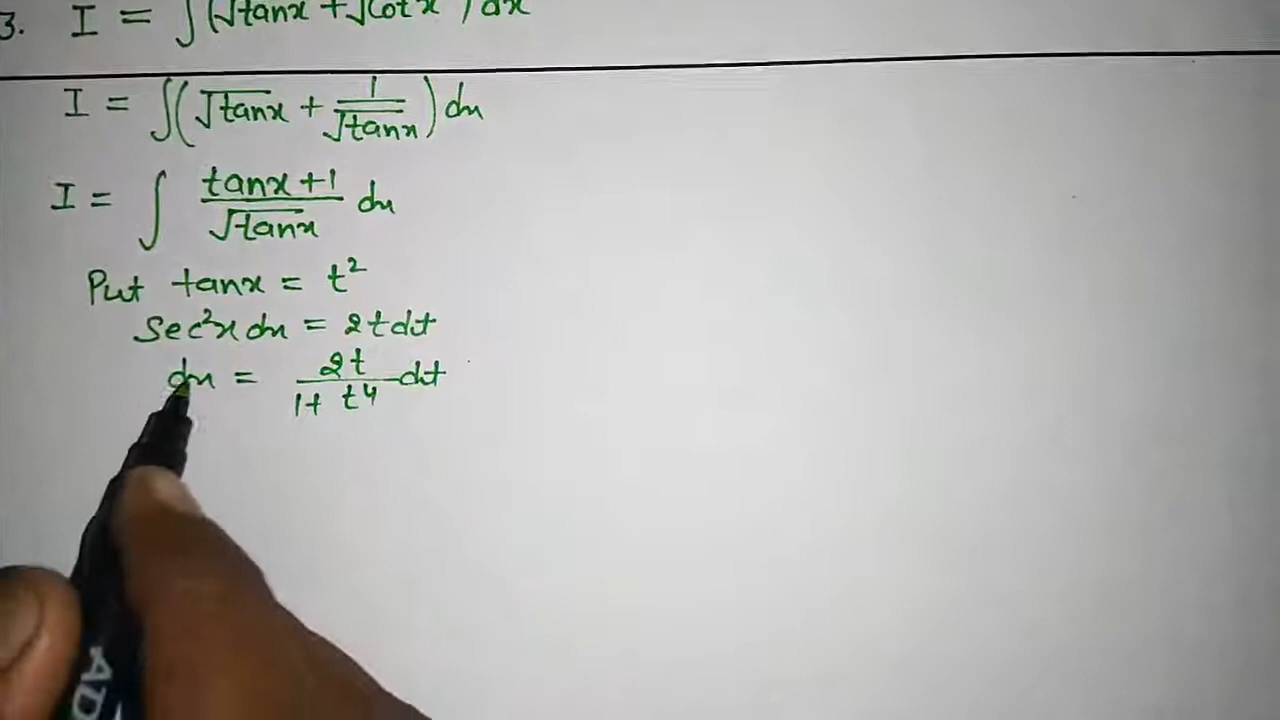 3. I = ∫(√tanx + √cotx) dx
I = ∫(√tanx + 1/√tanx) dx
I = ∫ tanx+1/√tanx dx
Put tanx = t²
sec²x dx = 2t dt
dx = 2t/1+t⁴ dt
AD